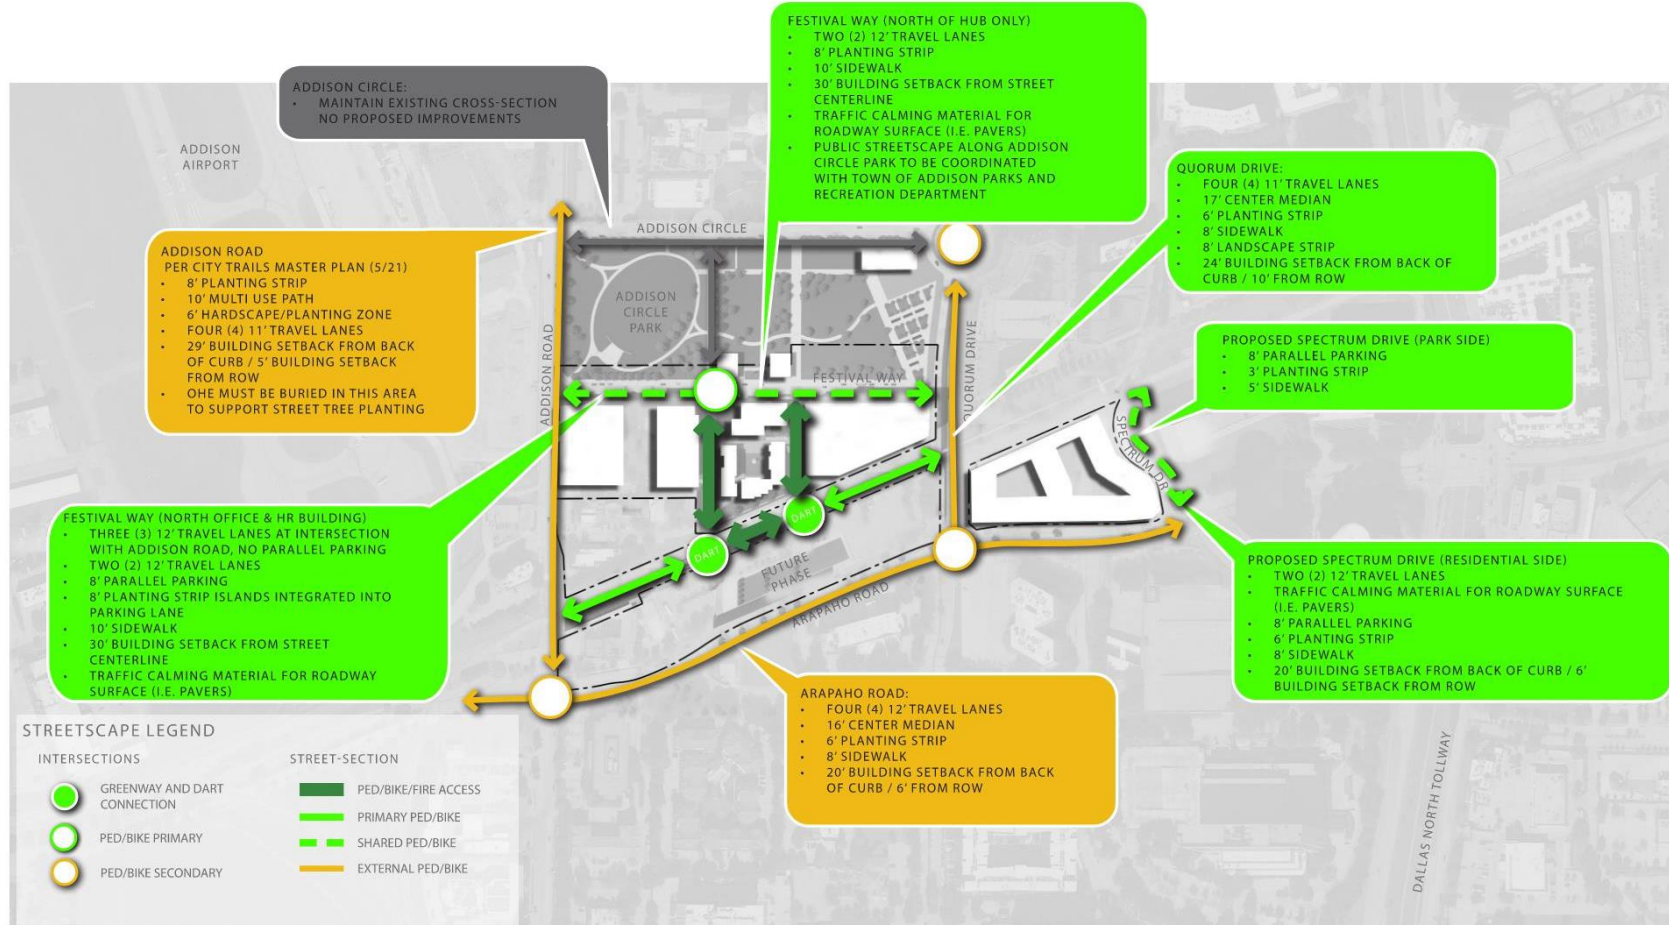 FESTIVAL WAY (NORTH OF HUB ONLY)
• TWO (2) 12' TRAVEL LANES
• 8' PLANTING STRIP
• 10' SIDEWALK
• 30' BUILDING SETBACK FROM STREET
CENTERLINE
• TRAFFIC CALMING MATERIAL FOR
ROADWAY SURFACE (I.E. PAVERS)
• PUBLIC STREETSCAPE ALONG ADDISON
CIRCLE PARK TO BE COORDINATED
WITH TOWN OF ADDISON PARKS AND
RECREATION DEPARTMENT
ADDISON CIRCLE:
• MAINTAIN EXISTING CROSS-SECTION
NO PROPOSED IMPROVEMENTS
ADDISON
AIRPORT
QUORUM DRIVE:
• FOUR (4) 11' TRAVEL LANES
• 17' CENTER MEDIAN
• 6' PLANTING STRIP
• 8' SIDEWALK
• 8' LANDSCAPE STRIP
• 24' BUILDING SETBACK FROM BACK OF
CURB / 10' FROM ROW
ADDISON CIRCLE
ADDISON ROAD
PER CITY TRAILS MASTER PLAN (5/21)
• 8' PLANTING STRIP
• 10' MULTI USE PATH
• 6' HARDSCAPE/PLANTING ZONE
• FOUR (4) 11' TRAVEL LANES
• 29' BUILDING SETBACK FROM BACK
OF CURB / 5' BUILDING SETBACK
FROM ROW
• OHE MUST BE BURIED IN THIS AREA
TO SUPPORT STREET TREE PLANTING
ADDISON
CIRCLE
PARK
ADDISON ROAD
QUORUM DRIVE
FESTIVAL WAY
PROPOSED SPECTRUM DRIVE (PARK SIDE)
• 8' PARALLEL PARKING
• 3' PLANTING STRIP
• 5' SIDEWALK
SPECTRUM DR
DART
DART
FUTURE
PHASE
ARAPAHO ROAD
FESTIVAL WAY (NORTH OFFICE & HR BUILDING)
• THREE (3) 12' TRAVEL LANES AT INTERSECTION
WITH ADDISON ROAD, NO PARALLEL PARKING
• TWO (2) 12' TRAVEL LANES
• 8' PARALLEL PARKING
• 8' PLANTING STRIP ISLANDS INTEGRATED INTO
PARKING LANE
• 10' SIDEWALK
• 30' BUILDING SETBACK FROM STREET
CENTERLINE
• TRAFFIC CALMING MATERIAL FOR ROADWAY
SURFACE (I.E. PAVERS)
PROPOSED SPECTRUM DRIVE (RESIDENTIAL SIDE)
• TWO (2) 12' TRAVEL LANES
• TRAFFIC CALMING MATERIAL FOR ROADWAY SURFACE
(I.E. PAVERS)
• 8' PARALLEL PARKING
• 6' PLANTING STRIP
• 8' SIDEWALK
• 20' BUILDING SETBACK FROM BACK OF CURB / 6'
BUILDING SETBACK FROM ROW
ARAPAHO ROAD:
• FOUR (4) 12' TRAVEL LANES
• 16' CENTER MEDIAN
• 6' PLANTING STRIP
• 8' SIDEWALK
• 20' BUILDING SETBACK FROM BACK
OF CURB / 6' FROM ROW
DALLAS NORTH TOLLWAY
STREETSCAPE LEGEND
INTERSECTIONS
GREENWAY AND DART
CONNECTION
PED/BIKE PRIMARY
PED/BIKE SECONDARY
STREET-SECTION
PED/BIKE/FIRE ACCESS
PRIMARY PED/BIKE
SHARED PED/BIKE
EXTERNAL PED/BIKE